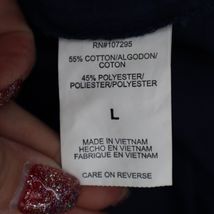 RN#107295
55% COTTON/ALGODON/
COTON
45% POLYESTER/
POLIESTER/POLYESTER
L
MADE IN VIETNAM
HECHO EN VIETNAM
FABRIQUE EN VIETNAM
CARE ON REVERSE